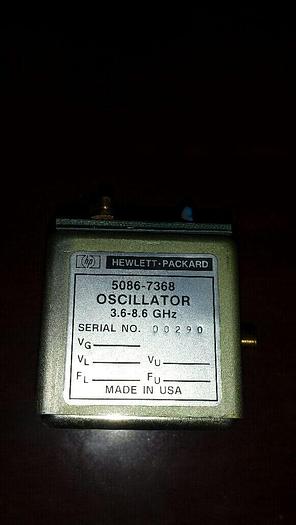 hp HEWLETT·PACKARD
5086-7368
OSCILLATOR
3.6-8.6 GHz
SERIAL NO. 00290
VG
VL VU
FL FU
MADE IN USA